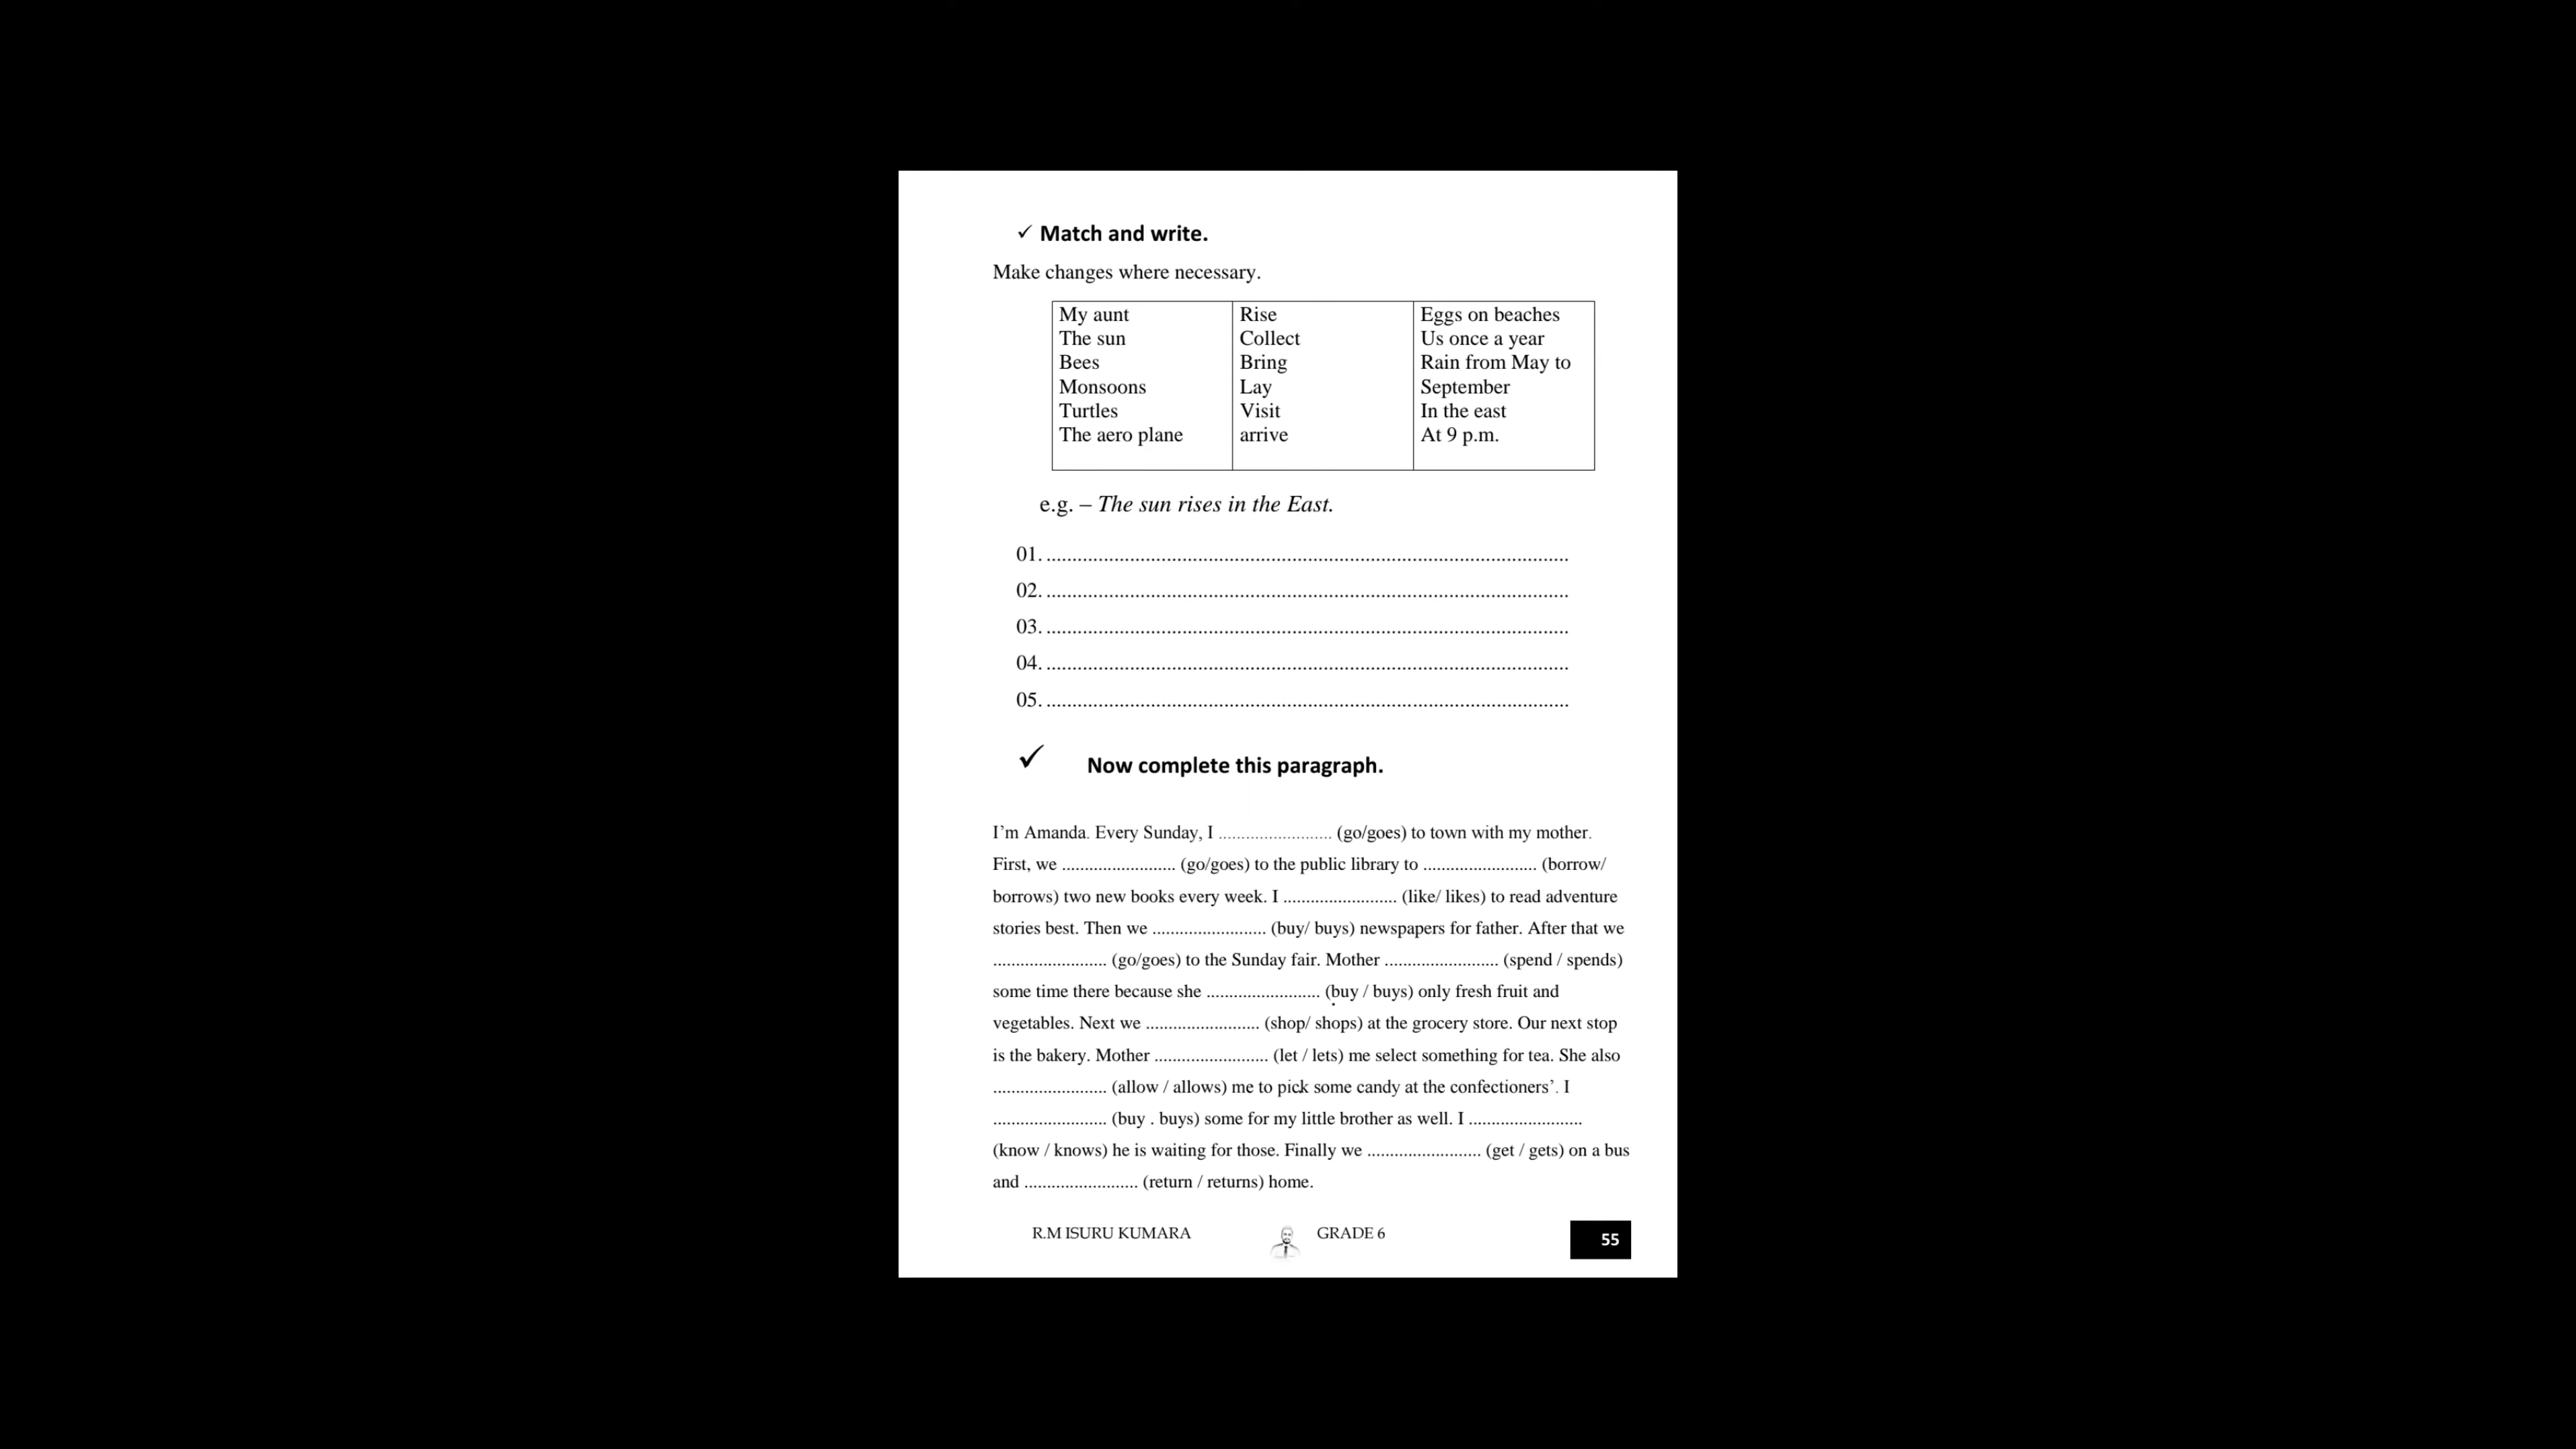 ✓ Match and write.
Make changes where necessary.
My aunt
The sun
Bees
Monsoons
Turtles
The aero plane
Rise
Collect
Bring
Lay
Visit
arrive
Eggs on beaches
Us once a year
Rain from May to
September
In the east
At 9 p.m.
e.g. – The sun rises in the East.
01. ....................................................................................................
02. ....................................................................................................
03. ....................................................................................................
04. ....................................................................................................
05. ....................................................................................................
✓ Now complete this paragraph.
I’m Amanda. Every Sunday, I ......................... (go/goes) to town with my mother.
First, we ......................... (go/goes) to the public library to ......................... (borrow/
borrows) two new books every week. I ......................... (like/ likes) to read adventure
stories best. Then we ......................... (buy/ buys) newspapers for father. After that we
......................... (go/goes) to the Sunday fair. Mother ......................... (spend / spends)
some time there because she ......................... (buy / buys) only fresh fruit and
vegetables. Next we ......................... (shop/ shops) at the grocery store. Our next stop
is the bakery. Mother ......................... (let / lets) me select something for tea. She also
......................... (allow / allows) me to pick some candy at the confectioners’. I
......................... (buy . buys) some for my little brother as well. I .........................
(know / knows) he is waiting for those. Finally we ......................... (get / gets) on a bus
and ......................... (return / returns) home.
R.M ISURU KUMARA GRADE 6 55